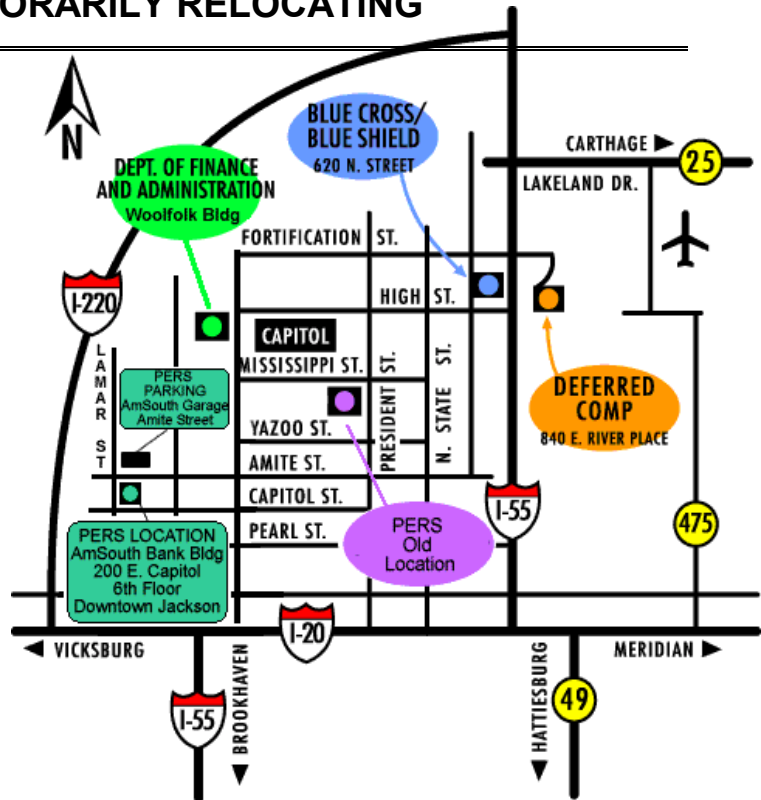 ORARILY RELOCATING
N
BLUE CROSS/
BLUE SHIELD
620 N. STREET
CARTHAGE
25
LAKELAND DR.
DEPT. OF FINANCE
AND ADMINISTRATION
Woolfolk Bldg
FORTIFICATION ST.
I-220
HIGH ST.
CAPITOL
MISSISSIPPI ST.
LAMAR ST
PERS
PARKING
AmSouth Garage
Amite Street
PRESIDENT ST.
N. STATE ST.
DEFERRED
COMP
840 E. RIVER PLACE
YAZOO ST.
AMITE ST.
CAPITOL ST.
PEARL ST.
I-55
475
PERS LOCATION
AmSouth Bank Bldg
200 E. Capitol
6th Floor
Downtown Jackson
PERS
Old
Location
I-20
VICKSBURG
MERIDIAN
BROOKHAVEN
HATTIESBURG
I-55
49